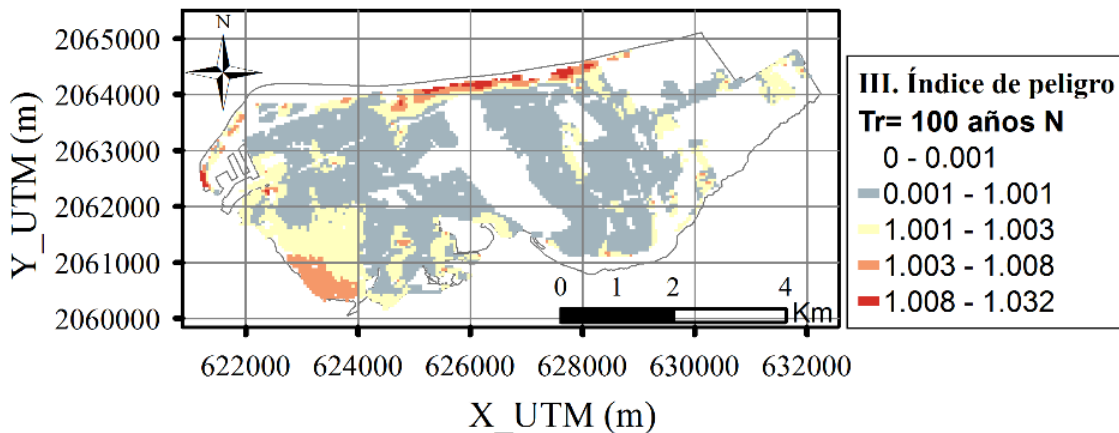 N
2065000
2064000
2063000
2062000
2061000
2060000
Y_UTM (m)
0 1 2 4
Km
622000 624000 626000 628000 630000 632000
X_UTM (m)
III. Índice de peligro
Tr= 100 años N
0 - 0.001
0.001 - 1.001
1.001 - 1.003
1.003 - 1.008
1.008 - 1.032